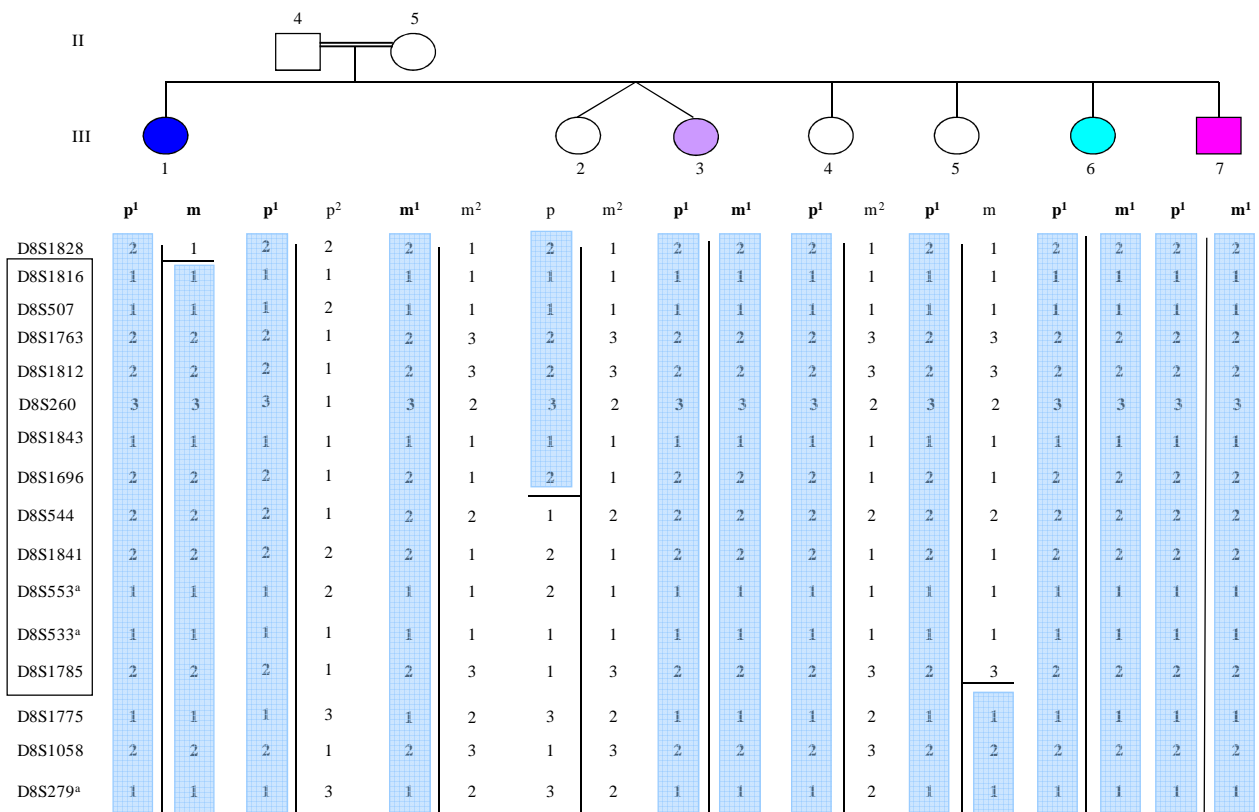 4 5
II
III
1 2 3 4 5 6 7
p¹ m p¹ p² m¹ m² p m² p¹ m¹ p¹ m² p¹ m p¹ m¹ p¹ m¹
D8S1828 2 1 2 2 2 1 2 1 2 2 2 1 2 1 2 2 2 2
D8S1816 1 1 1 1 1 1 1 1 1 1 1 1 1 1 1 1 1 1
D8S507 1 1 1 2 1 1 1 1 1 1 1 1 1 1 1 1 1 1
D8S1763 2 2 2 1 2 3 2 3 2 2 2 3 2 3 2 2 2 2
D8S1812 2 2 2 1 2 3 2 3 2 2 2 3 2 3 2 2 2 2
D8S260 3 3 3 1 3 2 3 2 3 3 3 2 3 2 3 3 3 3
D8S1843 1 1 1 1 1 1 1 1 1 1 1 1 1 1 1 1 1 1
D8S1696 2 2 2 1 2 1 2 1 2 2 2 1 2 1 2 2 2 2
D8S544 2 2 2 1 2 2 1 2 2 2 2 2 2 2 2 2 2 2
D8S1841 2 2 2 2 2 1 2 1 2 2 2 1 2 1 2 2 2 2
D8S553ª 1 1 1 2 1 1 2 1 1 1 1 1 1 1 1 1 1 1
D8S533ª 1 1 1 1 1 1 1 1 1 1 1 1 1 1 1 1 1 1
D8S1785 2 2 2 1 2 3 1 3 2 2 2 3 2 3 2 2 2 2
D8S1775 1 1 1 3 1 2 3 2 1 1 1 2 1 1 1 1 1 1
D8S1058 2 2 2 1 2 3 1 3 2 2 2 3 2 2 2 2 2 2
D8S279ª 1 1 1 3 1 2 3 2 1 1 1 2 1 1 1 1 1 1